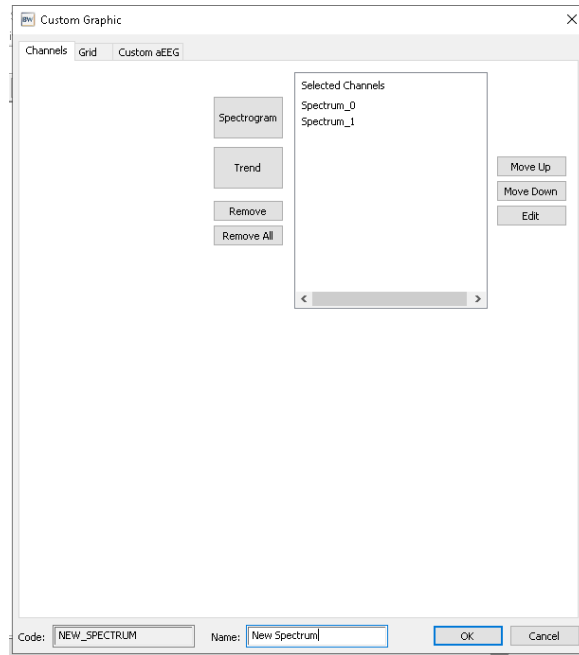 BW Custom Graphic
Channels Grid Custom aEEG
Selected Channels
Spectrum_0
Spectrum_1
Spectrogram
Trend
Remove
Remove All
Move Up
Move Down
Edit
Code: NEW_SPECTRUM Name: New Spectrum OK Cancel